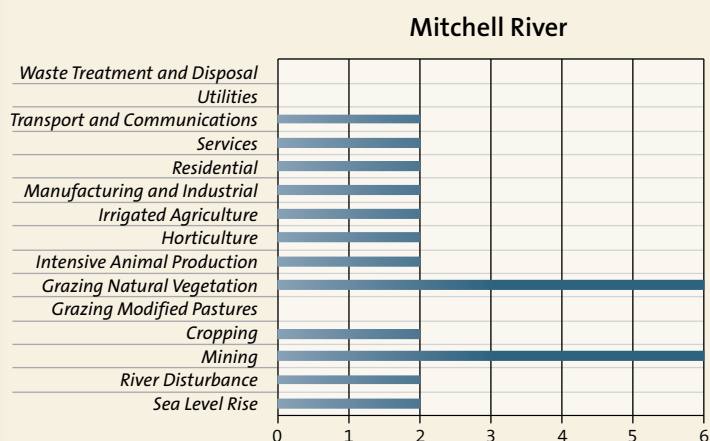 Mitchell River
Waste Treatment and Disposal
Utilities
Transport and Communications
Services
Residential
Manufacturing and Industrial
Irrigated Agriculture
Horticulture
Intensive Animal Production
Grazing Natural Vegetation
Grazing Modified Pastures
Cropping
Mining
River Disturbance
Sea Level Rise
0 1 2 3 4 5 6